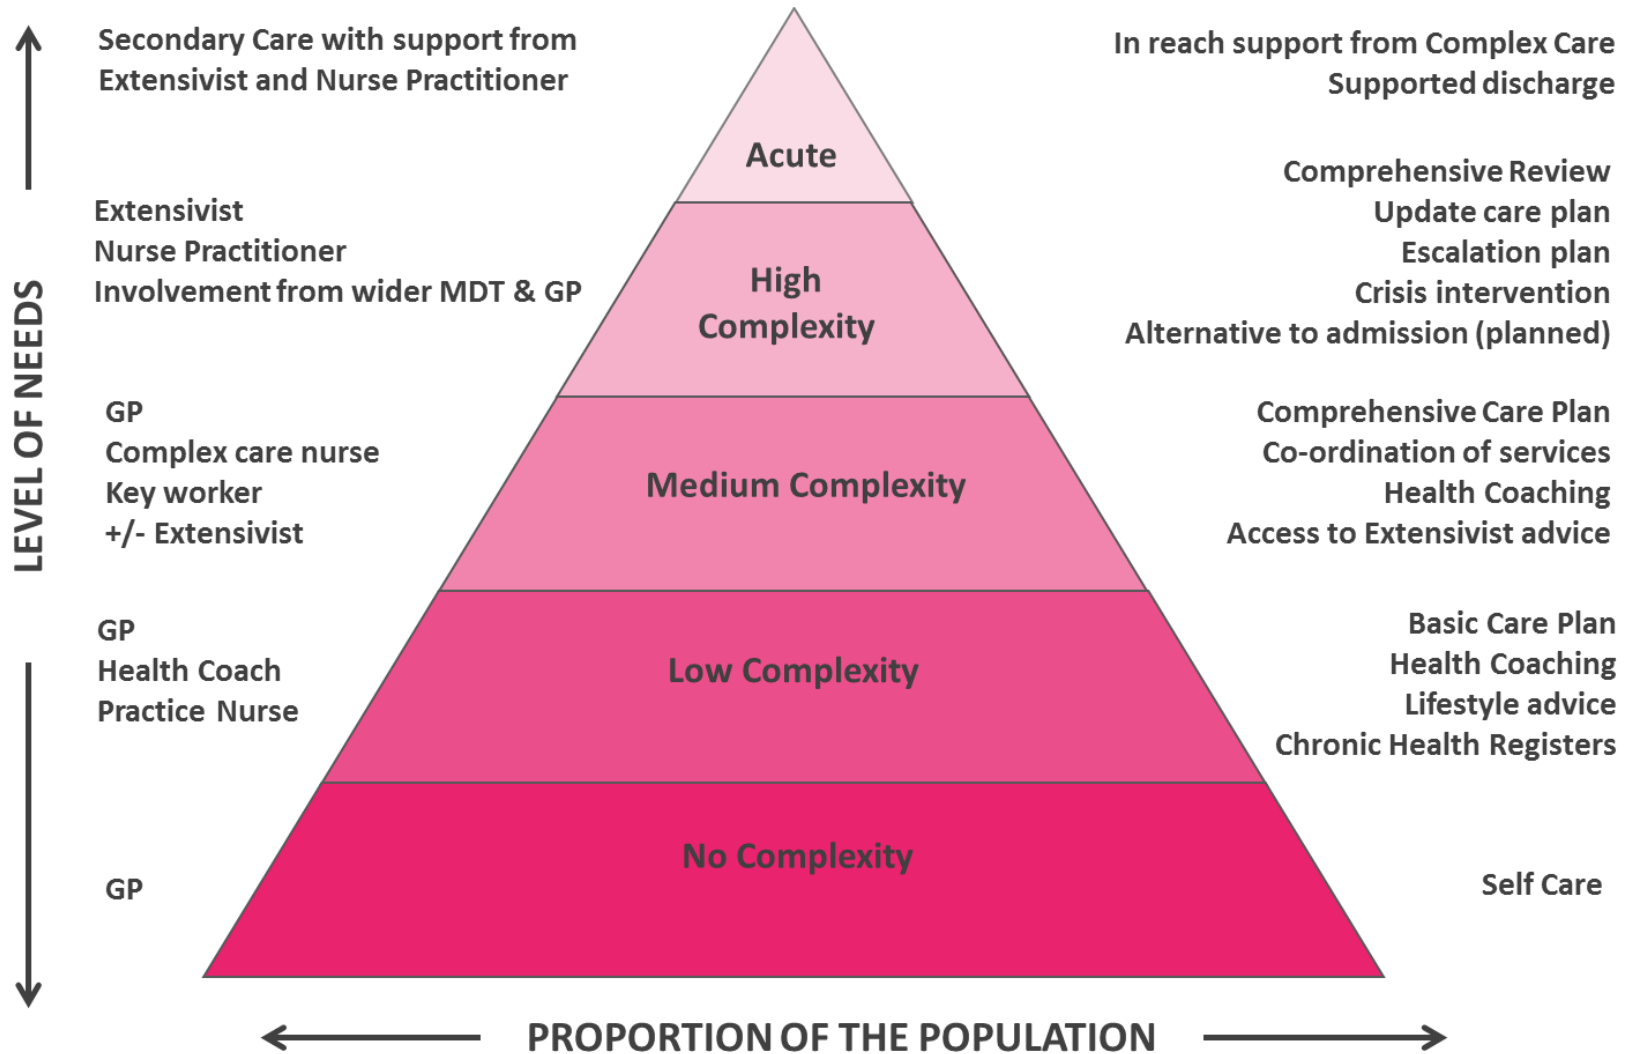 Secondary Care with support from
Extensivist and Nurse Practitioner
In reach support from Complex Care
Supported discharge
Acute
Extensivist
Nurse Practitioner
Involvement from wider MDT & GP
High
Complexity
Comprehensive Review
Update care plan
Escalation plan
Crisis intervention
Alternative to admission (planned)
GP
Complex care nurse
Key worker
+/- Extensivist
Medium Complexity
Comprehensive Care Plan
Co-ordination of services
Health Coaching
Access to Extensivist advice
GP
Health Coach
Practice Nurse
Low Complexity
Basic Care Plan
Health Coaching
Lifestyle advice
Chronic Health Registers
GP
No Complexity
Self Care
LEVEL OF NEEDS
PROPORTION OF THE POPULATION